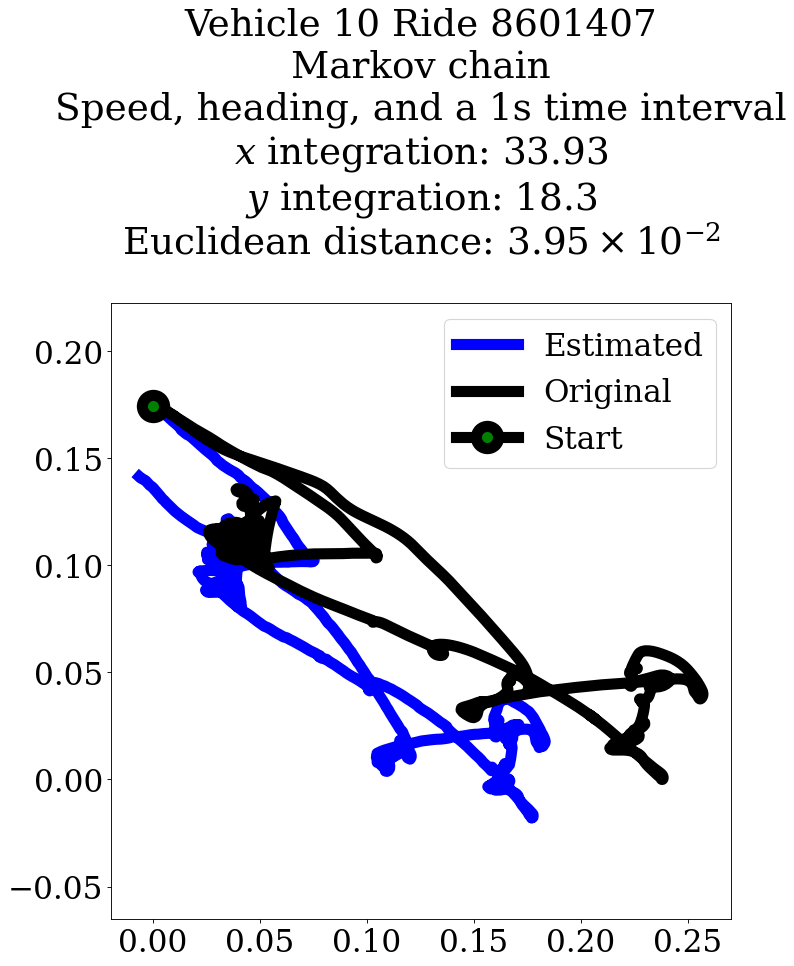 Vehicle 10 Ride 8601407
Markov chain
Speed, heading, and a 1s time interval
x integration: 33.93
y integration: 18.3
Euclidean distance: 3.95 × 10⁻²
Estimated
Original
Start
0.20
0.15
0.10
0.05
0.00
−0.05
0.00 0.05 0.10 0.15 0.20 0.25